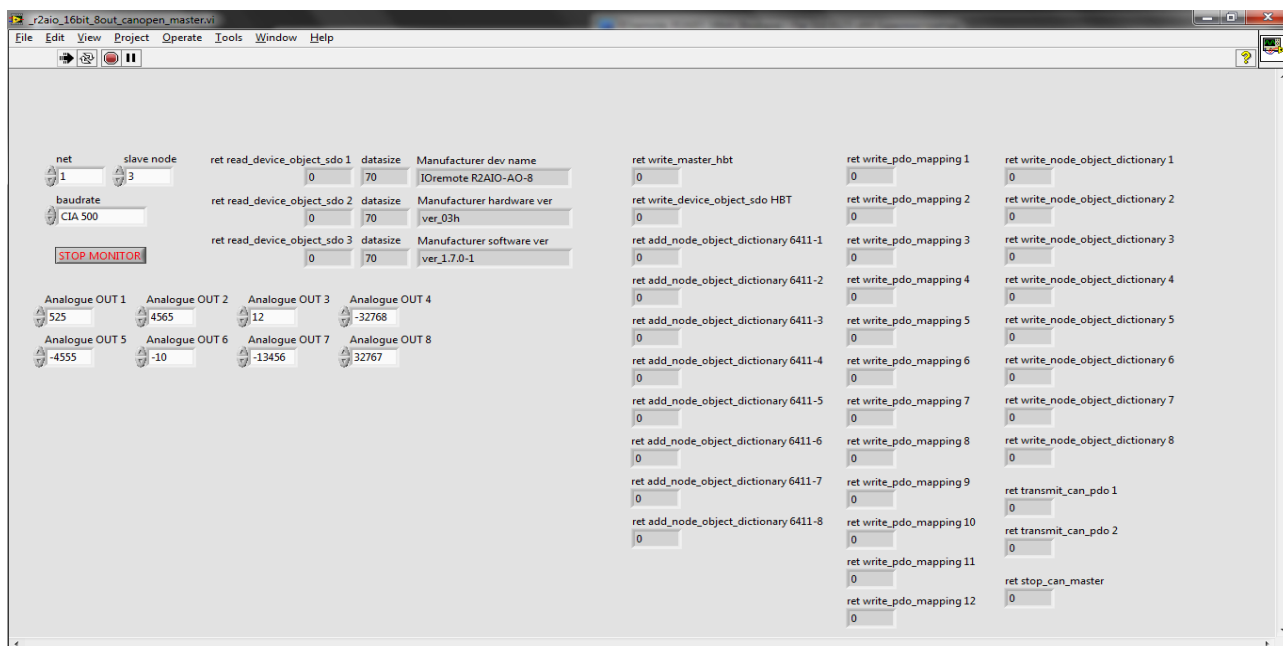 _r2aio_16bit_8out_canopen_master.vi
File Edit View Project Operate Tools Window Help
?
net slave node ret read_device_object_sdo 1 datasize Manufacturer dev name ret write_master_hbt ret write_pdo_mapping 1 ret write_node_object_dictionary 1
1 3 0 70 IOremote R2AIO-AO-8 0 0 0
baudrate ret read_device_object_sdo 2 datasize Manufacturer hardware ver ret write_device_object_sdo HBT ret write_pdo_mapping 2 ret write_node_object_dictionary 2
CIA 500 0 70 ver_03h 0 0 0
ret read_device_object_sdo 3 datasize Manufacturer software ver ret add_node_object_dictionary 6411-1 ret write_pdo_mapping 3 ret write_node_object_dictionary 3
STOP MONITOR 0 70 ver_1.7.0-1 0 0 0
ret add_node_object_dictionary 6411-2 ret write_pdo_mapping 4 ret write_node_object_dictionary 4
Analogue OUT 1 Analogue OUT 2 Analogue OUT 3 Analogue OUT 4 0 0 0
525 4565 12 -32768 ret add_node_object_dictionary 6411-3 ret write_pdo_mapping 5 ret write_node_object_dictionary 5
Analogue OUT 5 Analogue OUT 6 Analogue OUT 7 Analogue OUT 8 0 0 0
-4555 -10 -13456 32767 ret add_node_object_dictionary 6411-4 ret write_pdo_mapping 6 ret write_node_object_dictionary 6
0 0 0
ret add_node_object_dictionary 6411-5 ret write_pdo_mapping 7 ret write_node_object_dictionary 7
0 0 0
ret add_node_object_dictionary 6411-6 ret write_pdo_mapping 8 ret write_node_object_dictionary 8
0 0 0
ret add_node_object_dictionary 6411-7 ret write_pdo_mapping 9 ret transmit_can_pdo 1
0 0 0
ret add_node_object_dictionary 6411-8 ret write_pdo_mapping 10 ret transmit_can_pdo 2
0 0 0
ret write_pdo_mapping 11 ret stop_can_master
0 0
ret write_pdo_mapping 12
0